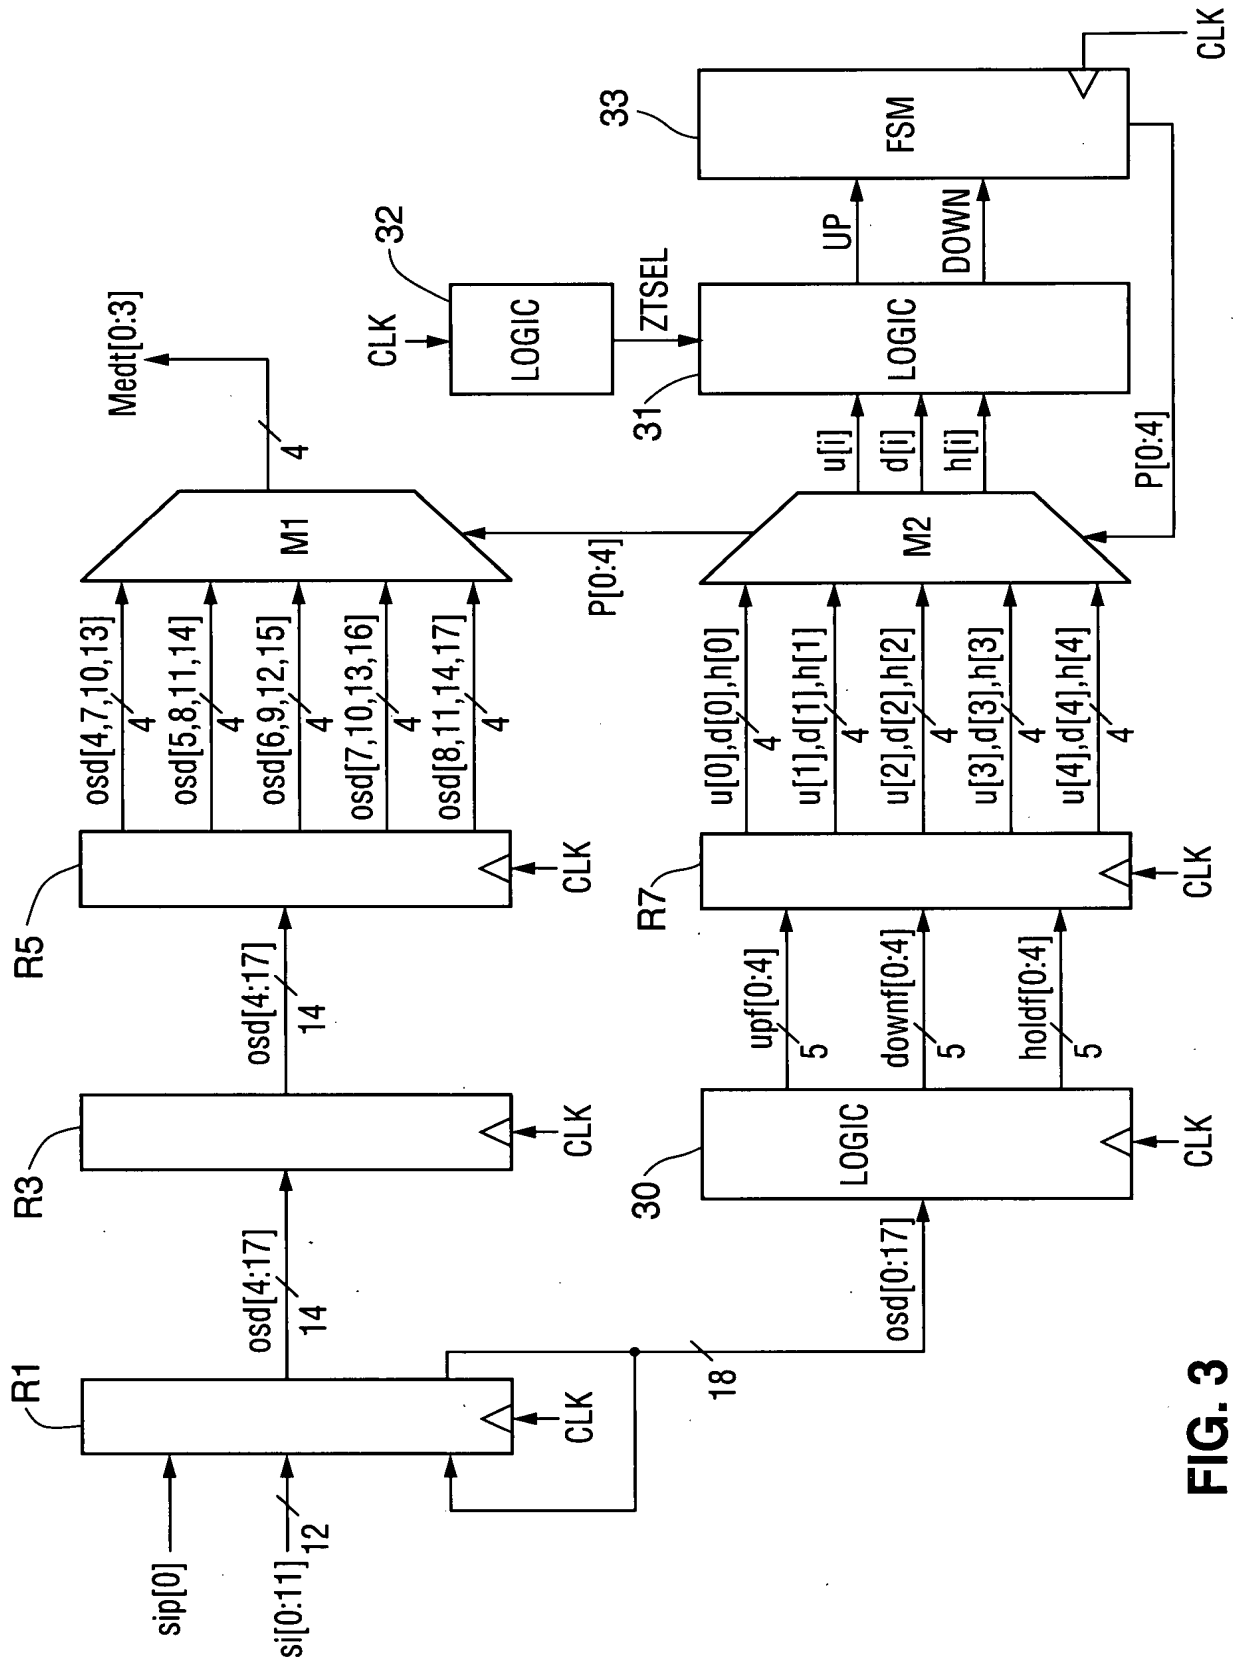 R1
sip[0]
si[0:11]
12
CLK
osd[4:17]
14
R3
CLK
osd[4:17]
14
R5
CLK
osd[4,7,10,13]
4
osd[5,8,11,14]
4
osd[6,9,12,15]
4
osd[7,10,13,16]
4
osd[8,11,14,17]
4
M1
4
Medt[0:3]
P[0:4]
18
osd[0:17]
30
LOGIC
CLK
upf[0:4]
5
downf[0:4]
5
holdf[0:4]
5
R7
CLK
u[0],d[0],h[0]
4
u[1],d[1],h[1]
4
u[2],d[2],h[2]
4
u[3],d[3],h[3]
4
u[4],d[4],h[4]
4
M2
u[i]
d[i]
h[i]
P[0:4]
31
LOGIC
CLK
32
LOGIC
ZTSEL
UP
DOWN
33
FSM
CLK
FIG. 3